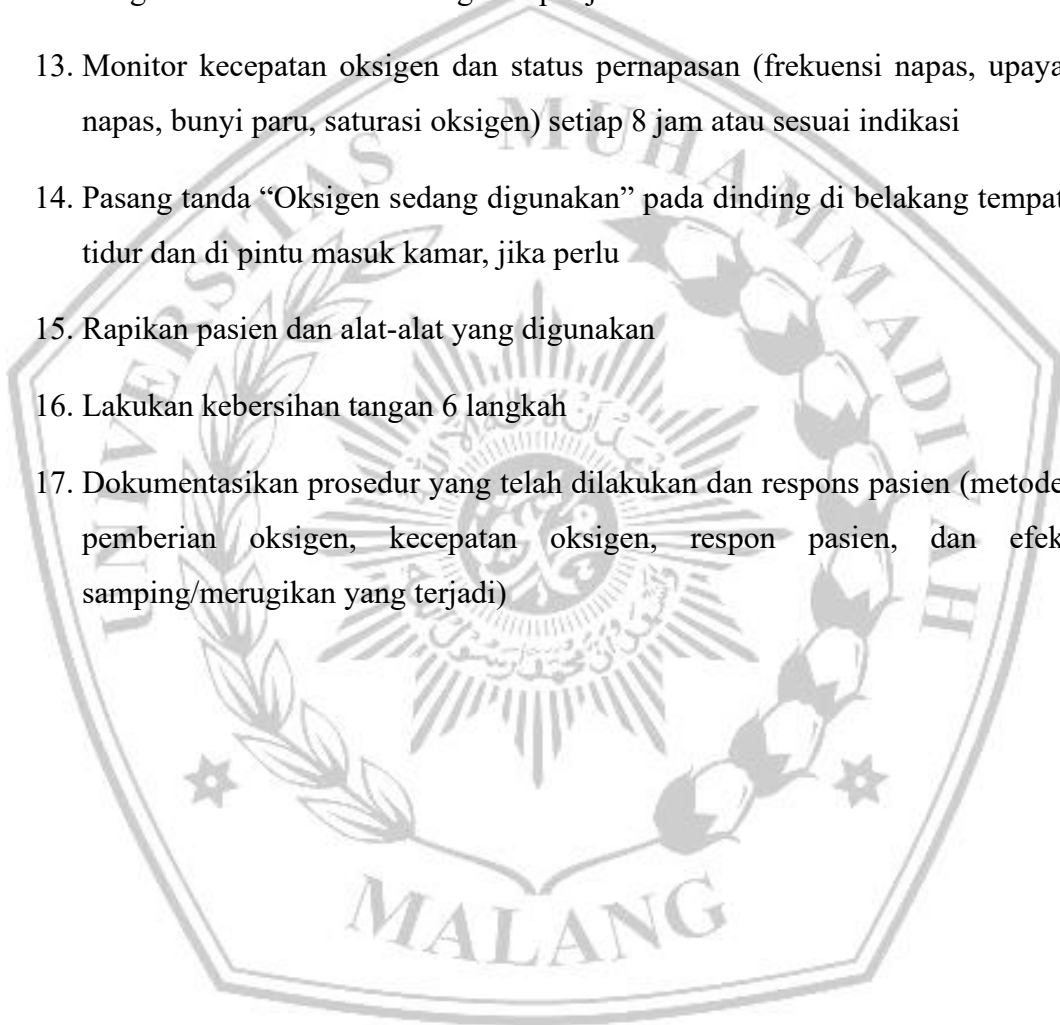 13. Monitor kecepatan oksigen dan status pernapasan (frekuensi napas, upaya
napas, bunyi paru, saturasi oksigen) setiap 8 jam atau sesuai indikasi
14. Pasang tanda “Oksigen sedang digunakan” pada dinding di belakang tempat
tidur dan di pintu masuk kamar, jika perlu
15. Rapikan pasien dan alat-alat yang digunakan
16. Lakukan kebersihan tangan 6 langkah
17. Dokumentasikan prosedur yang telah dilakukan dan respons pasien (metode
pemberian oksigen, kecepatan oksigen, respon pasien, dan efek
samping/merugikan yang terjadi)
UNIVERSITAS MUHAMMADIYAH
MALANG